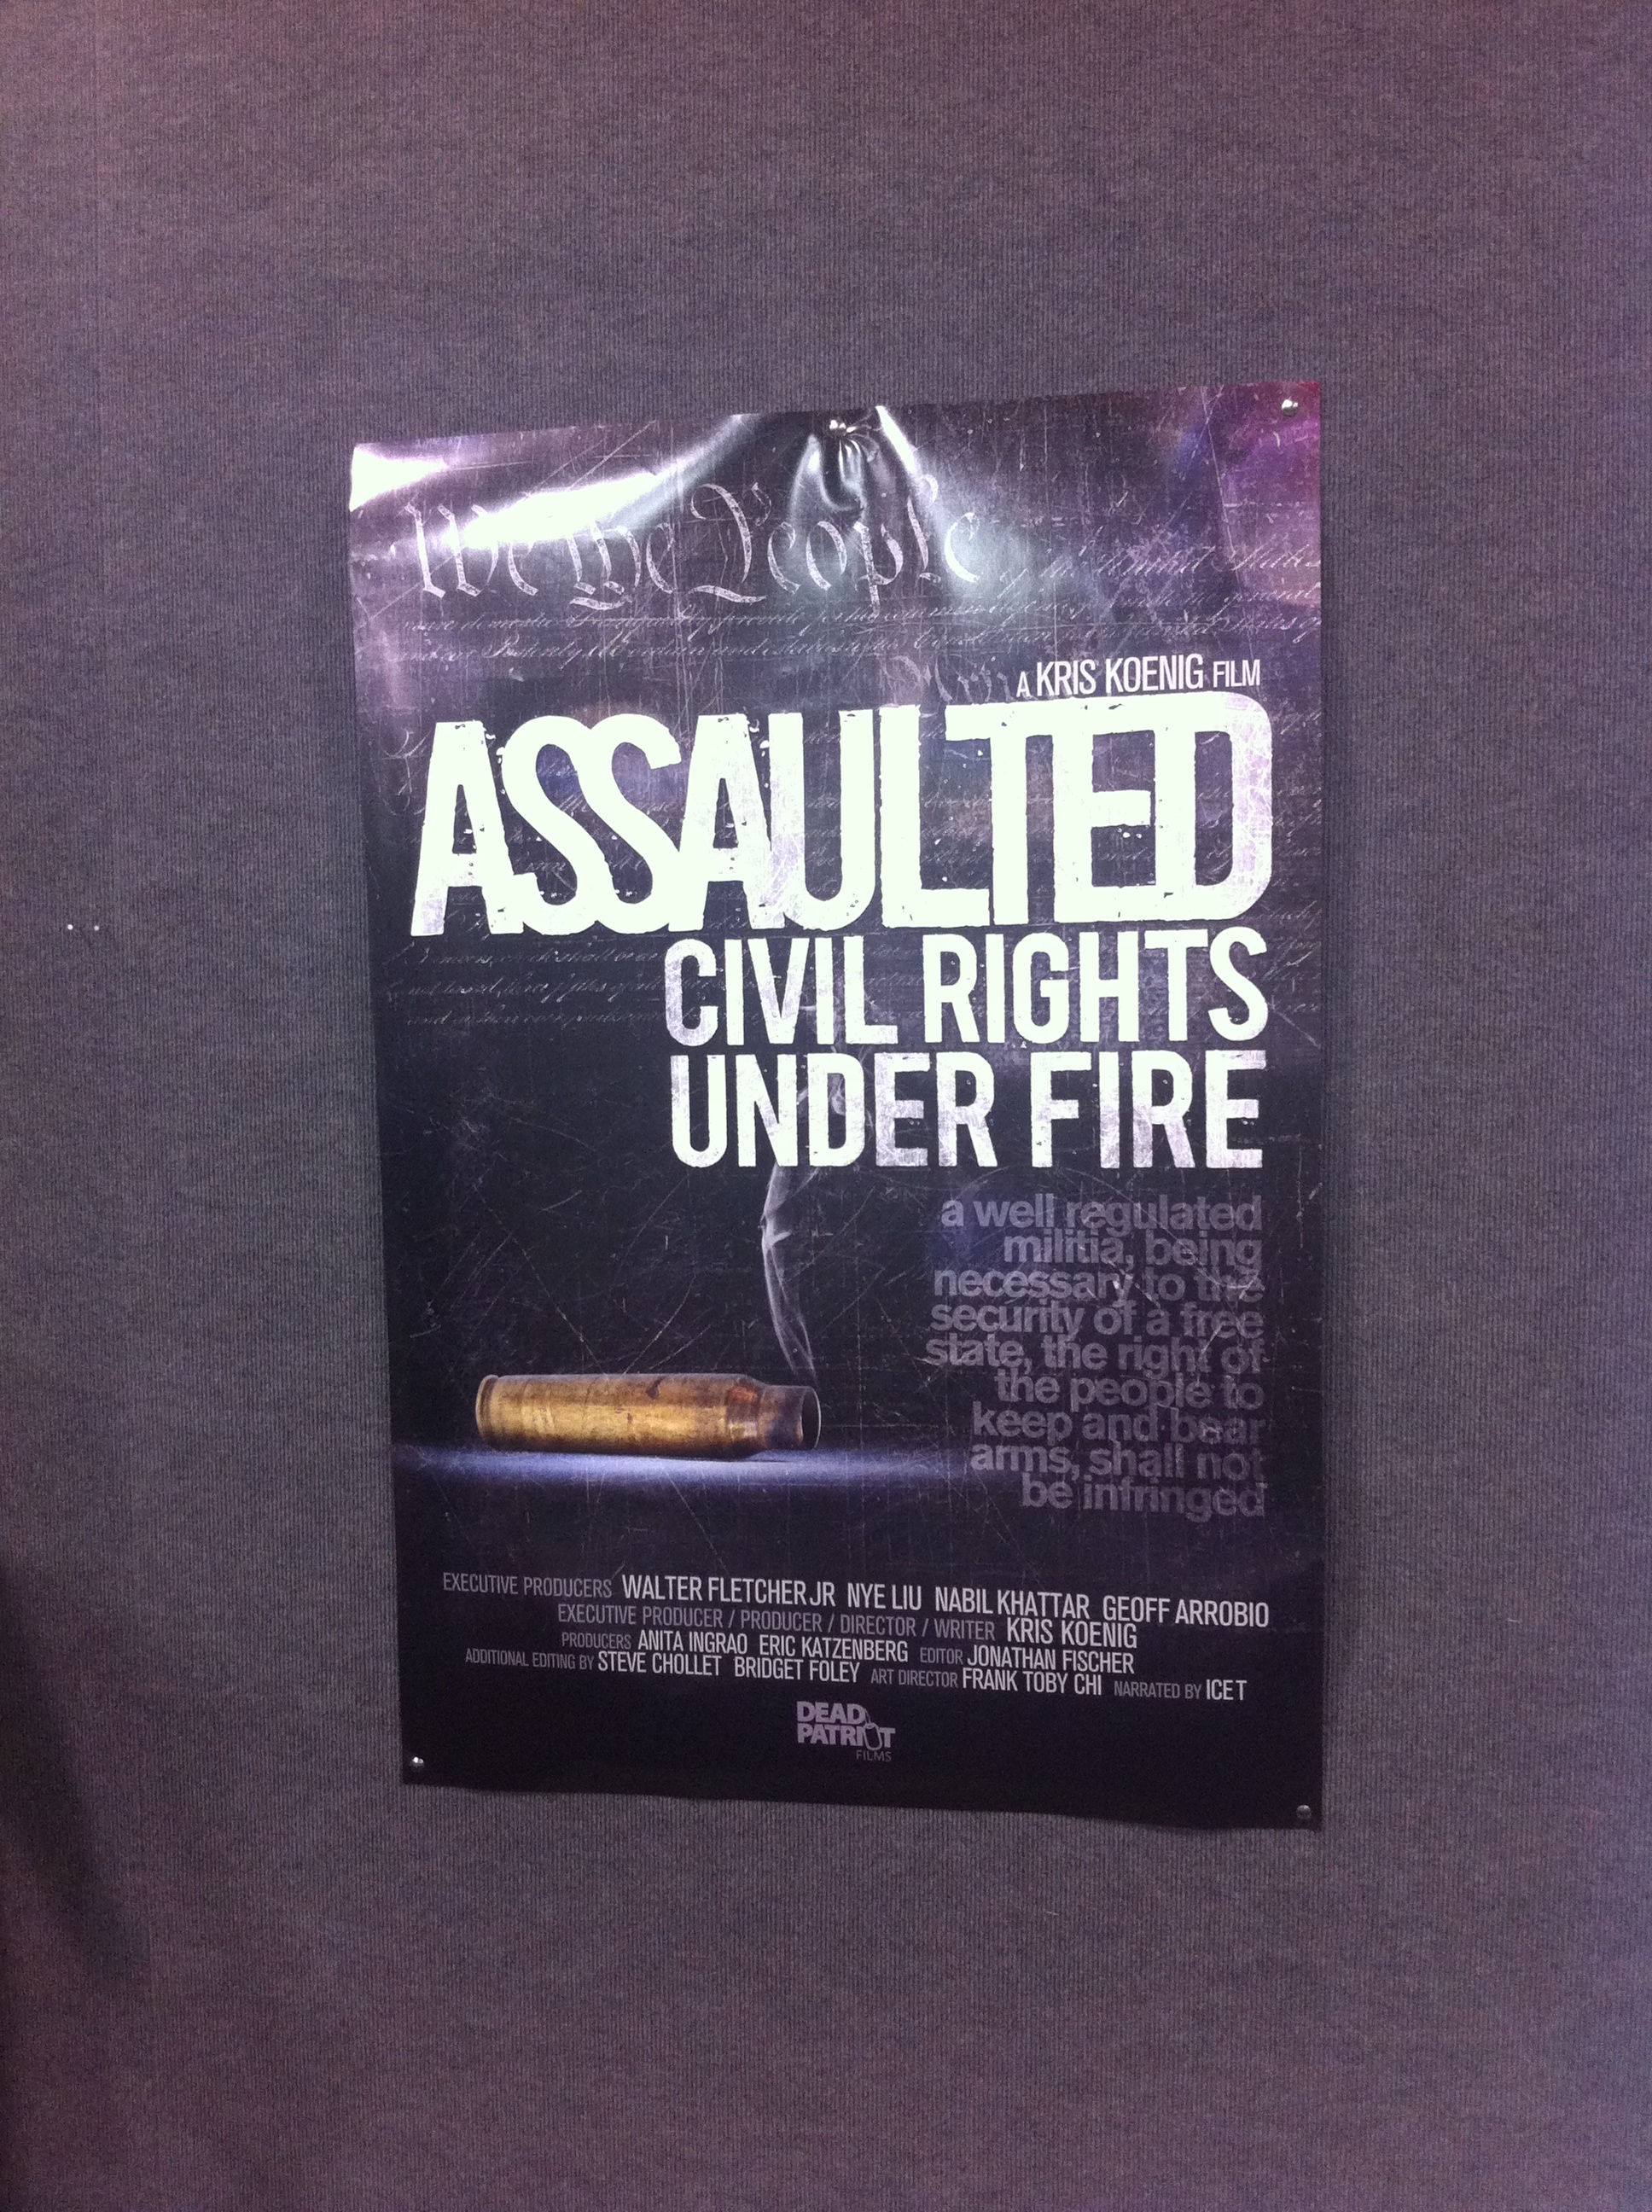 We the People
A KRIS KOENIG FILM
ASSAULTED
CIVIL RIGHTS
UNDER FIRE
a well regulated
militia, being
necessary to the
security of a free
state, the right of
the people to
keep and bear
arms, shall not
be infringed
EXECUTIVE PRODUCERS WALTER FLETCHER JR NYE LIU NABIL KHATTAR GEOFF ARROBIO
EXECUTIVE PRODUCER / PRODUCER / DIRECTOR / WRITER KRIS KOENIG
PRODUCERS ANITA INGRAO ERIC KATZENBERG EDITOR JONATHAN FISCHER
ADDITIONAL EDITING BY STEVE CHOLLET BRIDGET FOLEY ART DIRECTOR FRANK TOBY CHI NARRATED BY ICE T
DEAD
PATRIOT
FILMS